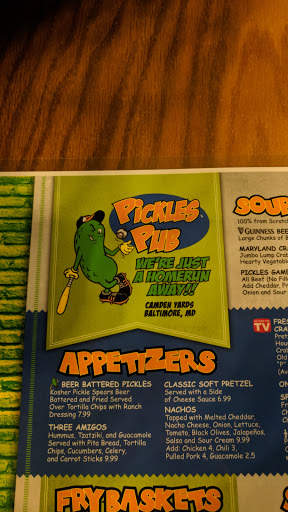 PICKLES
PUB
WE'RE JUST
A HOMERUN
AWAY!!
CAMDEN YARDS
BALTIMORE, MD
SOUP
100% from Scratch
GUINNESS BEE
Large Chunks of B
MARYLAND CR
Jumbo Lump Crab
Hearty Vegetable
PICKLES GAME
All Beef (No Fill
Add Cheddar, Fr
Onion and Sour
APPETIZERS
BEER BATTERED PICKLES
Kosher Pickle Spears Beer
Battered and Fried Served
Over Tortilla Chips with Ranch
Dressing 7.99
THREE AMIGOS
Hummus, Tzatziki, and Guacamole
Served with Pita Bread, Tortilla
Chips, Cucumbers, Celery,
and Carrot Sticks 9.99
CLASSIC SOFT PRETZEL
Served with a Side
of Cheese Sauce 6.99
NACHOS
Topped with Melted Cheddar,
Nacho Cheese, Onion, Lettuce,
Tomato, Black Olives, Jalapeños,
Salsa and Sour Cream 9.99
Add: Chicken 4, Chili 3,
Pulled Pork 4, Guacamole 2.5
TV
FRES
CRA
FRY BASKETS